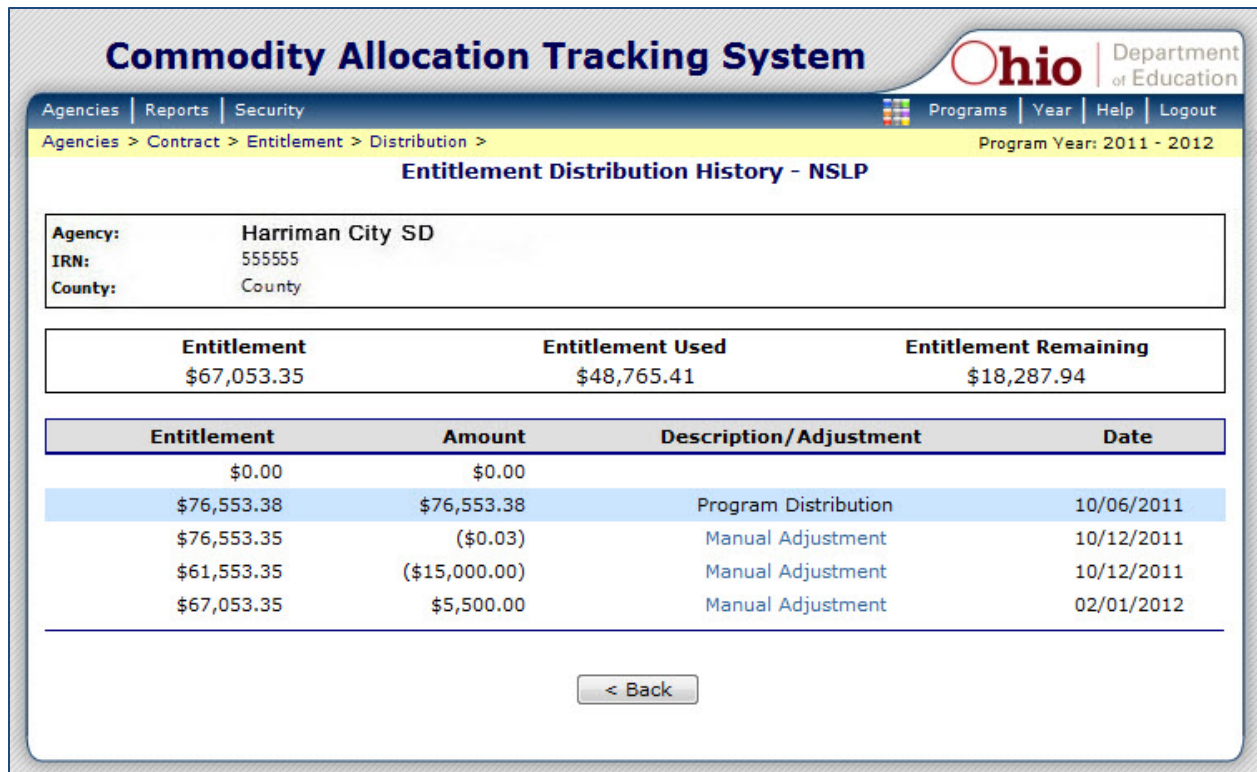 Commodity Allocation Tracking System
Ohio Department of Education
Agencies | Reports | Security Programs | Year | Help | Logout
Agencies > Contract > Entitlement > Distribution > Program Year: 2011 - 2012
Entitlement Distribution History - NSLP
Agency: Harriman City SD
IRN: 555555
County: County
Entitlement Entitlement Used Entitlement Remaining
$67,053.35 $48,765.41 $18,287.94
Entitlement Amount Description/Adjustment Date
$0.00 $0.00
$76,553.38 $76,553.38 Program Distribution 10/06/2011
$76,553.35 ($0.03) Manual Adjustment 10/12/2011
$61,553.35 ($15,000.00) Manual Adjustment 10/12/2011
$67,053.35 $5,500.00 Manual Adjustment 02/01/2012
< Back